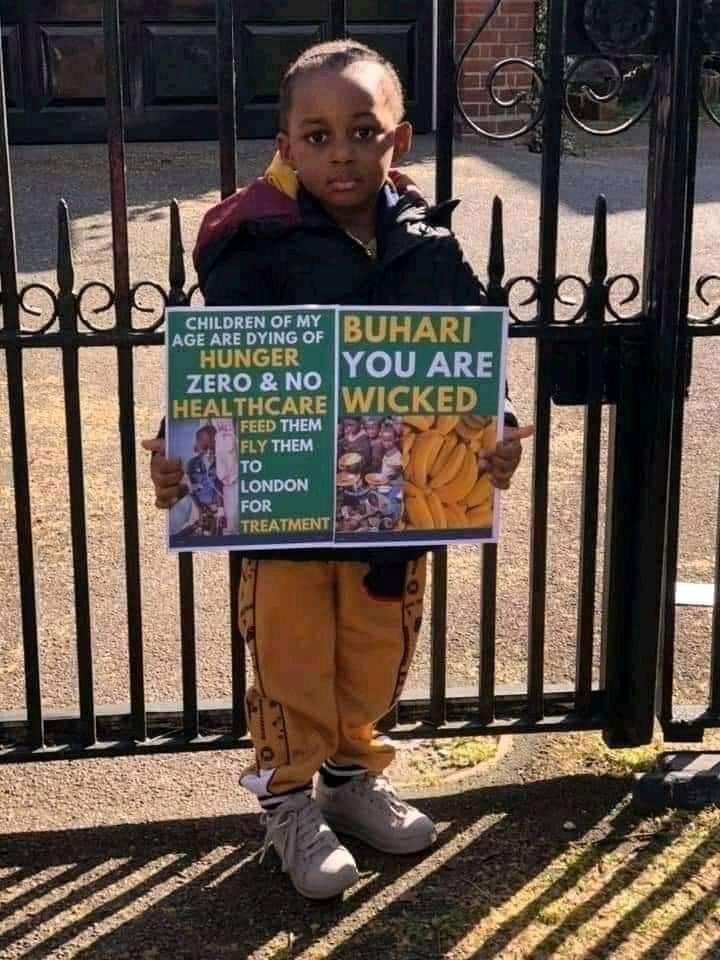 CHILDREN OF MY
AGE ARE DYING OF
HUNGER
ZERO & NO
HEALTHCARE
FEED THEM
FLY THEM
TO
LONDON
FOR
TREATMENT
BUHARI
YOU ARE
WICKED